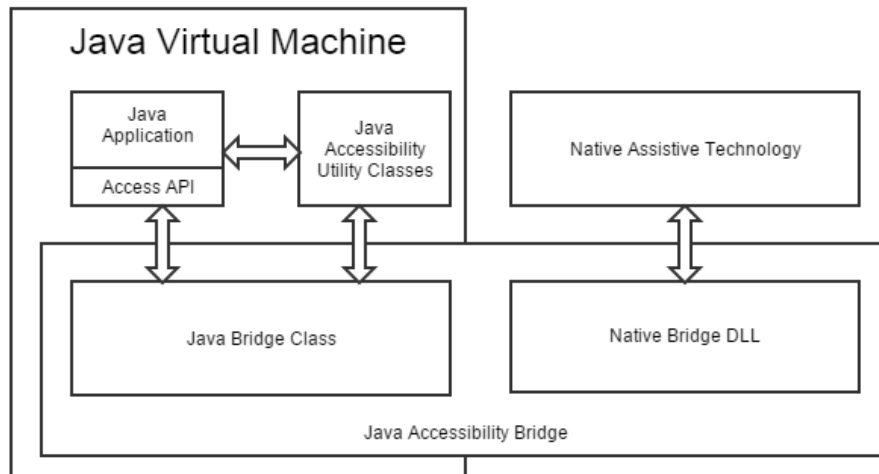 Java Virtual Machine
Java
Application
Access API
Java
Accessibility
Utility Classes
Native Assistive Technology
Java Bridge Class
Native Bridge DLL
Java Accessibility Bridge